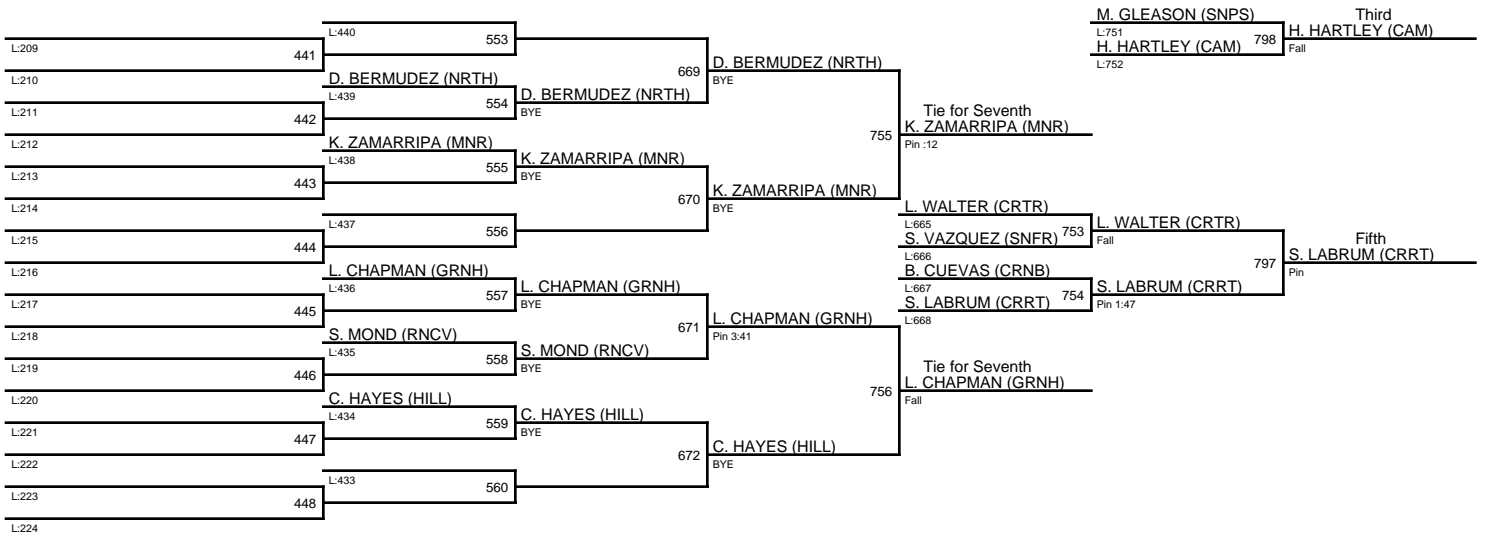 L:209
441
L:210
L:211
442
L:212
L:213
443
L:214
L:215
444
L:216
L:217
445
L:218
L:219
446
L:220
L:221
447
L:222
L:223
448
L:224
L:440
553
D. BERMUDEZ (NRTH)
L:439
554
K. ZAMARRIPA (MNR)
L:438
555
L:437
556
L. CHAPMAN (GRNH)
L:436
557
S. MOND (RNCV)
L:435
558
C. HAYES (HILL)
L:434
559
L:433
560
669
D. BERMUDEZ (NRTH)
BYE
K. ZAMARRIPA (MNR)
BYE
670
L. CHAPMAN (GRNH)
BYE
671
S. MOND (RNCV)
BYE
C. HAYES (HILL)
BYE
672
D. BERMUDEZ (NRTH)
BYE
755
K. ZAMARRIPA (MNR)
BYE
L. CHAPMAN (GRNH)
Pin 3:41
756
C. HAYES (HILL)
BYE
Tie for Seventh
K. ZAMARRIPA (MNR)
Pin :12
L. WALTER (CRTR)
L:665
753
S. VAZQUEZ (SNFR)
L:666
B. CUEVAS (CRNB)
L:667
754
S. LABRUM (CRRT)
L:668
Tie for Seventh
L. CHAPMAN (GRNH)
Fall
M. GLEASON (SNPS)
L:751
798
H. HARTLEY (CAM)
L:752
L. WALTER (CRTR)
Fall
797
S. LABRUM (CRRT)
Pin 1:47
Third
H. HARTLEY (CAM)
Fall
Fifth
S. LABRUM (CRRT)
Pin